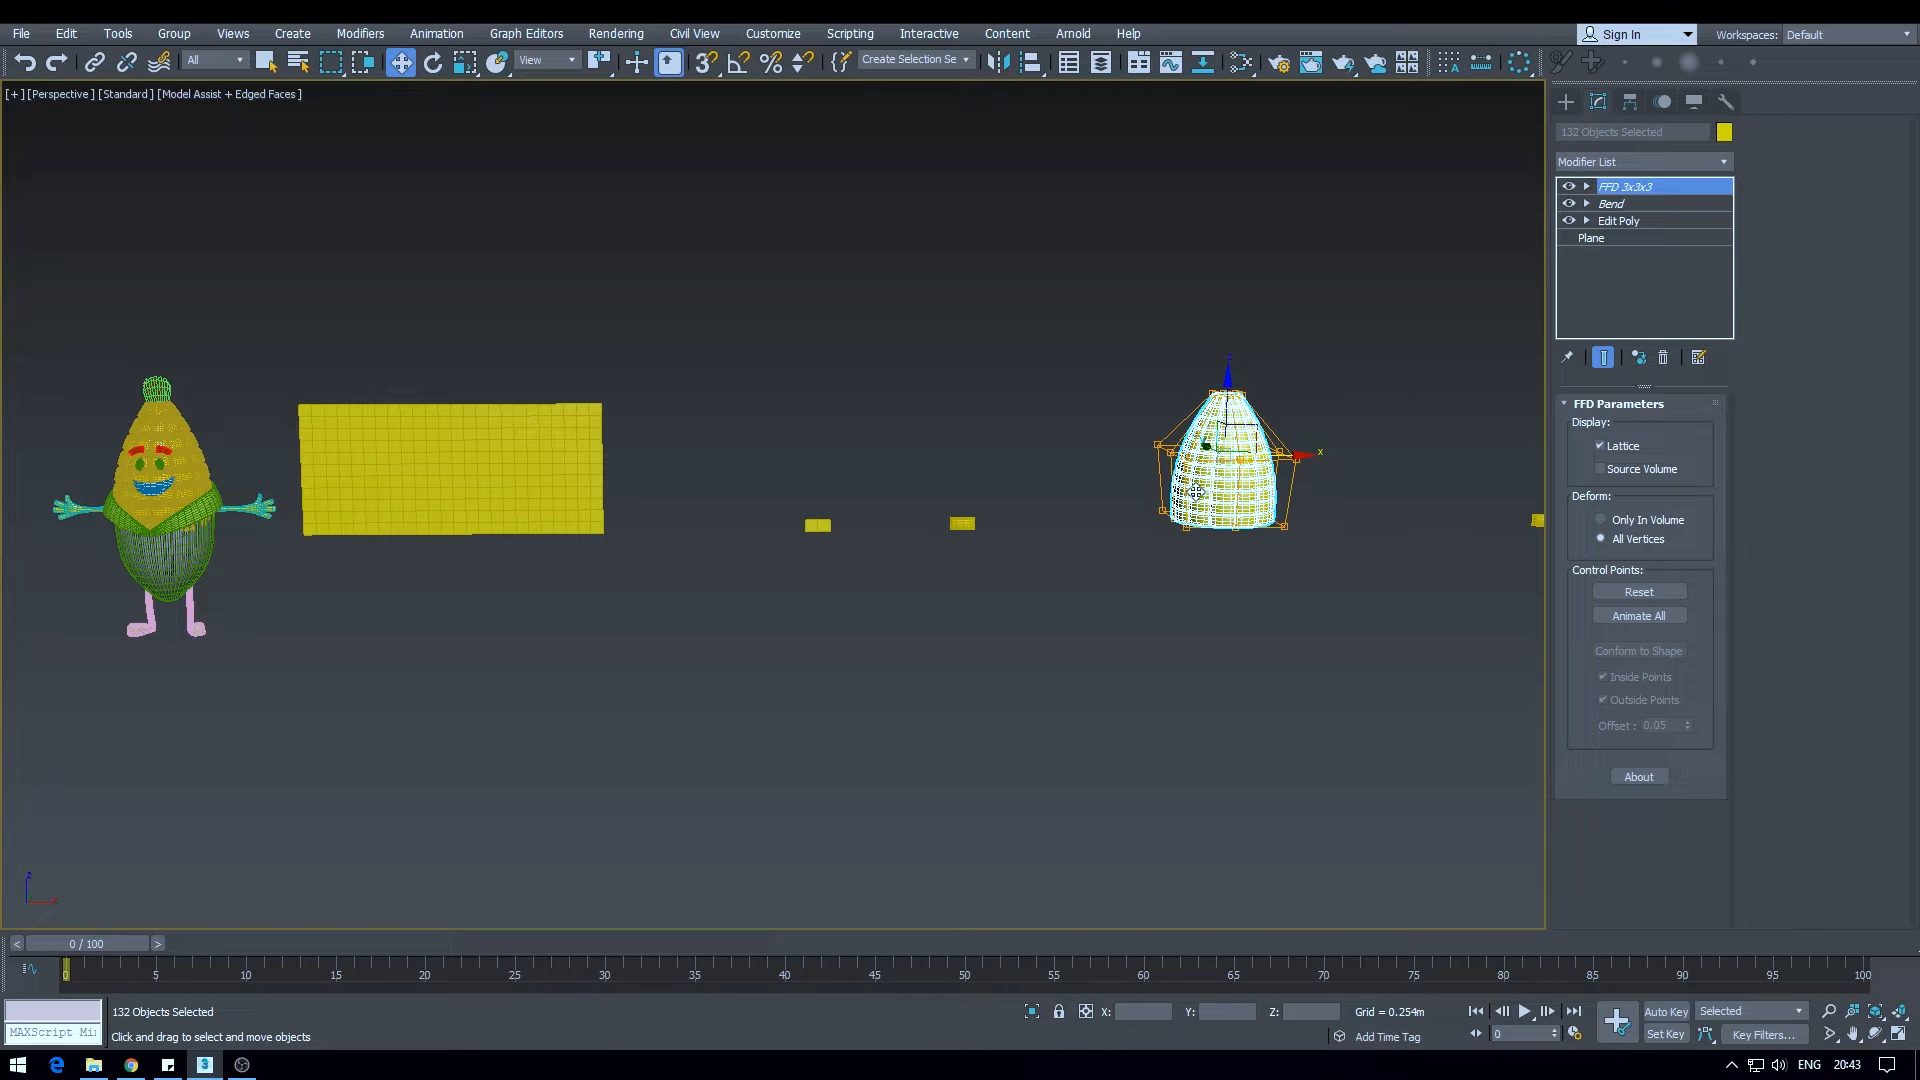 File Edit Tools Group Views Create Modifiers Animation Graph Editors Rendering Civil View Customize Scripting Interactive Content Arnold Help Sign In Workspaces: Default
All View Create Selection Se
[+] [Perspective ] [Standard ] [Model Assist + Edged Faces ]
132 Objects Selected
Modifier List
FFD 3x3x3
Bend
Edit Poly
Plane
FFD Parameters
Display:
Lattice
Source Volume
Deform:
Only In Volume
All Vertices
Control Points:
Reset
Animate All
Conform to Shape
Inside Points
Outside Points
Offset : 0.05
About
x
z
< 0 / 100 >
0 5 10 15 20 25 30 35 40 45 50 55 60 65 70 75 80 85 90 95 100
132 Objects Selected X: Y: Z: Grid = 0.254m Auto Key Selected
MAXScript Mi Click and drag to select and move objects Add Time Tag 0 Set Key Key Filters...
3 ENG 20:43